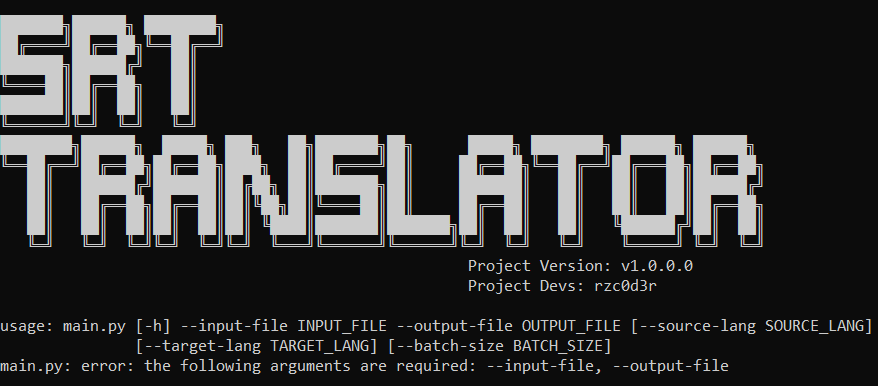 SRT
TRANSLATOR
Project Version: v1.0.0.0
Project Devs: rzc0d3r
usage: main.py [-h] --input-file INPUT_FILE --output-file OUTPUT_FILE [--source-lang SOURCE_LANG]
[--target-lang TARGET_LANG] [--batch-size BATCH_SIZE]
main.py: error: the following arguments are required: --input-file, --output-file